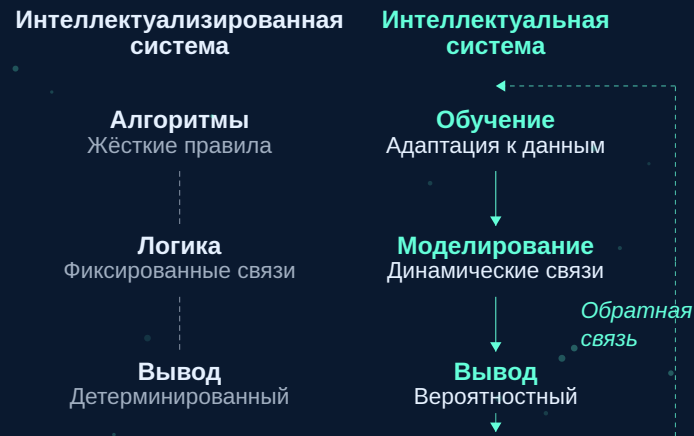 Интеллектуализированная
система
Алгоритмы
Жёсткие правила
Логика
Фиксированные связи
Вывод
Детерминированный
Интеллектуальная
система
Обучение
Адаптация к данным
Моделирование
Динамические связи
Обратная
связь
Вывод
Вероятностный